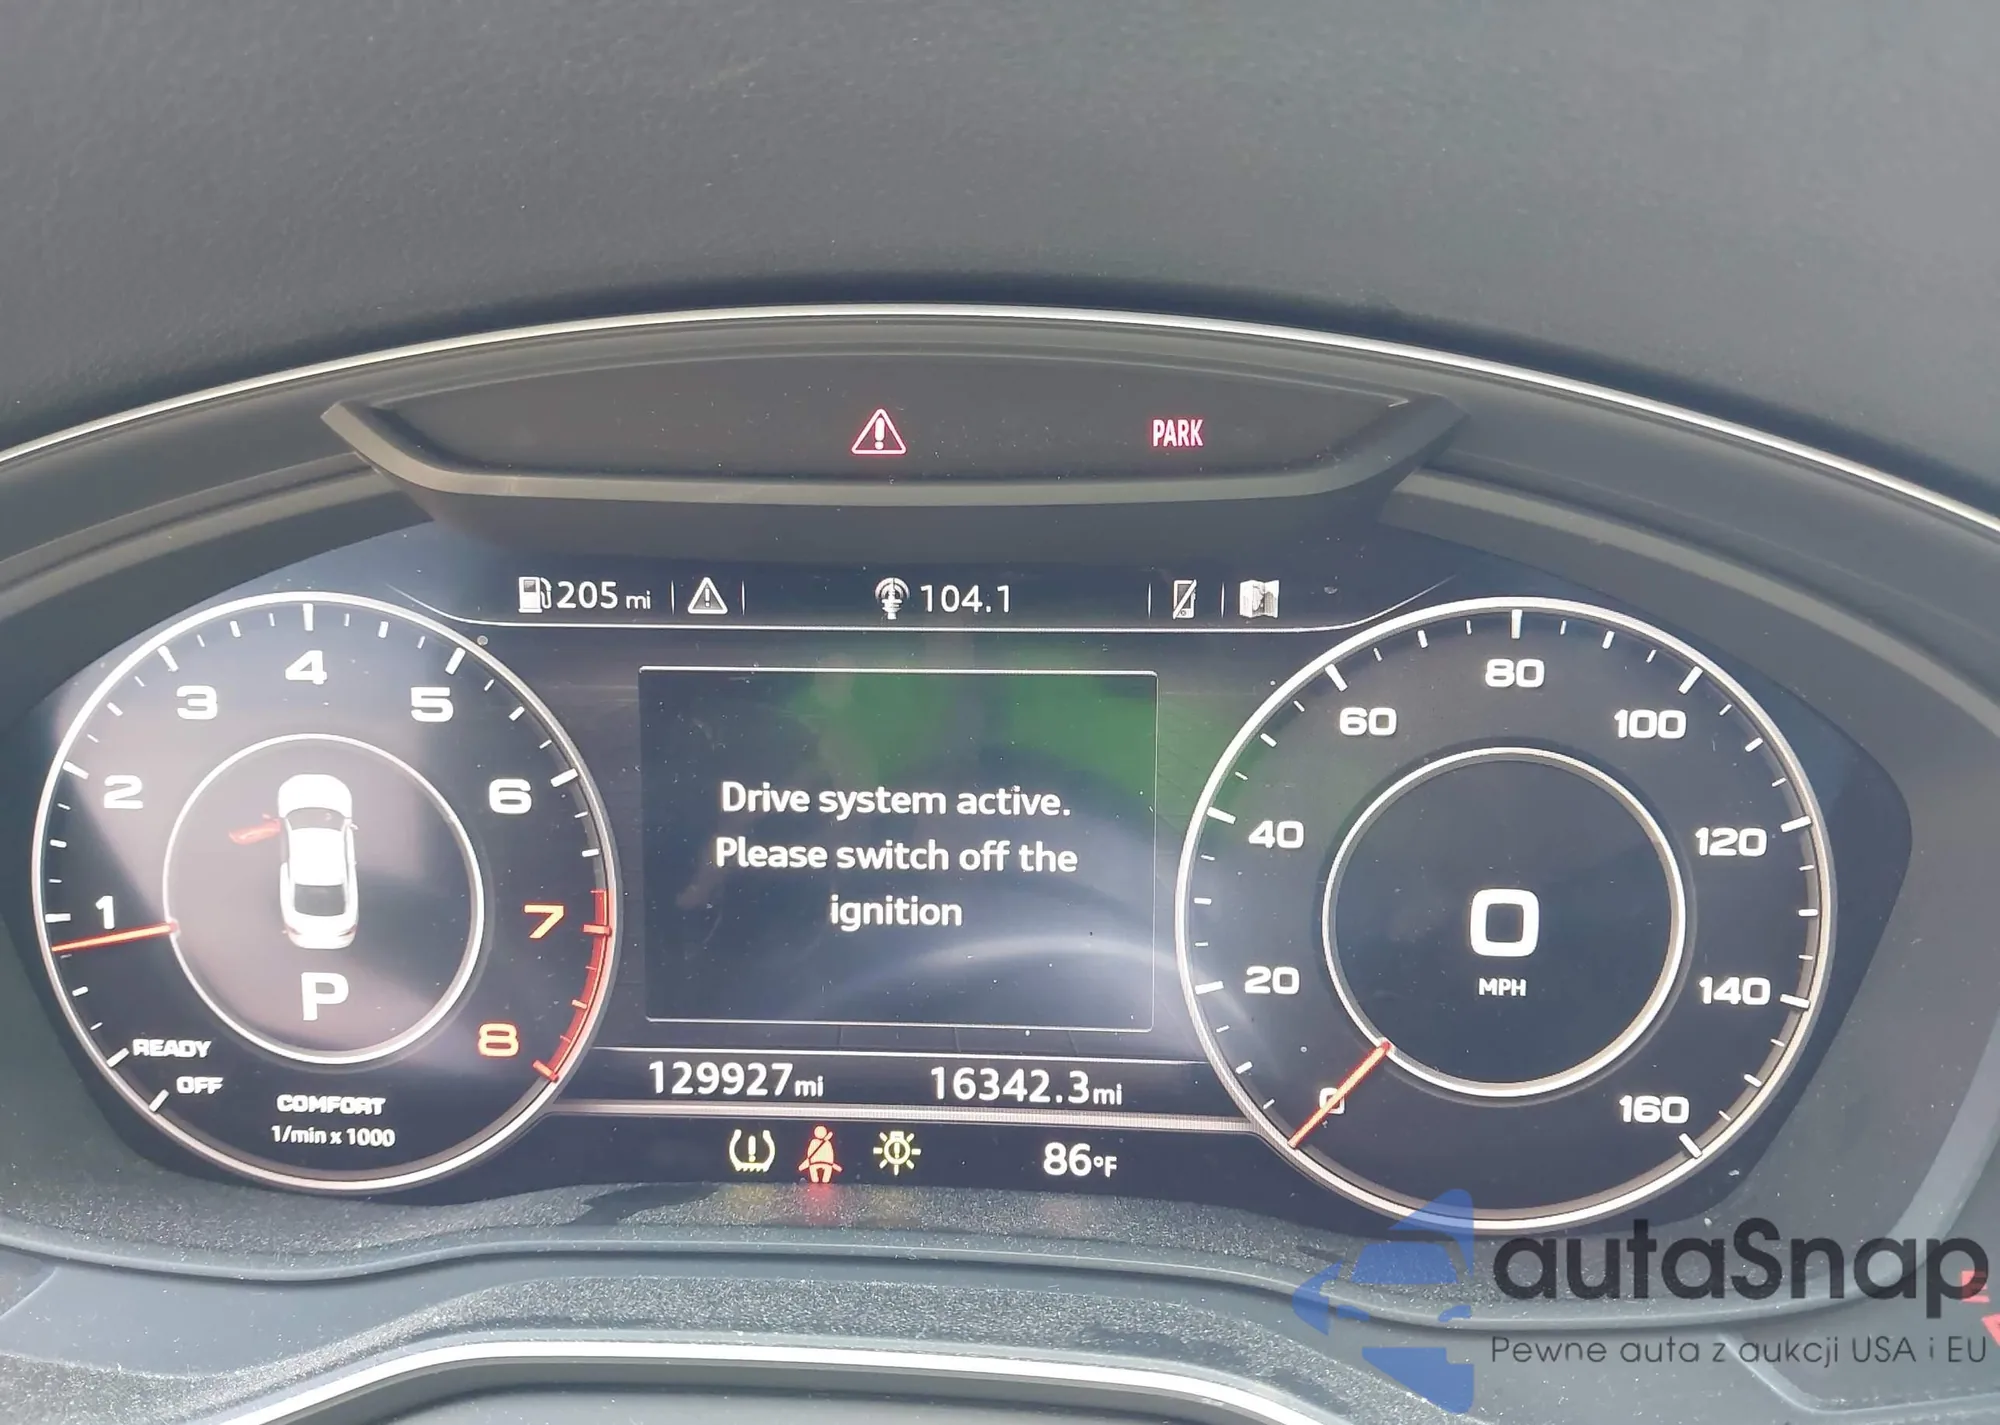 PARK
205 mi
104.1
1
2
3
4
5
6
7
8
P
READY
OFF
COMFORT
1/min x 1000
Drive system active.
Please switch off the
ignition
129927 mi
16342.3 mi
86°F
0
20
40
60
80
100
120
140
160
0
MPH
autaSnap
Pewne auta z aukcji USA i EU